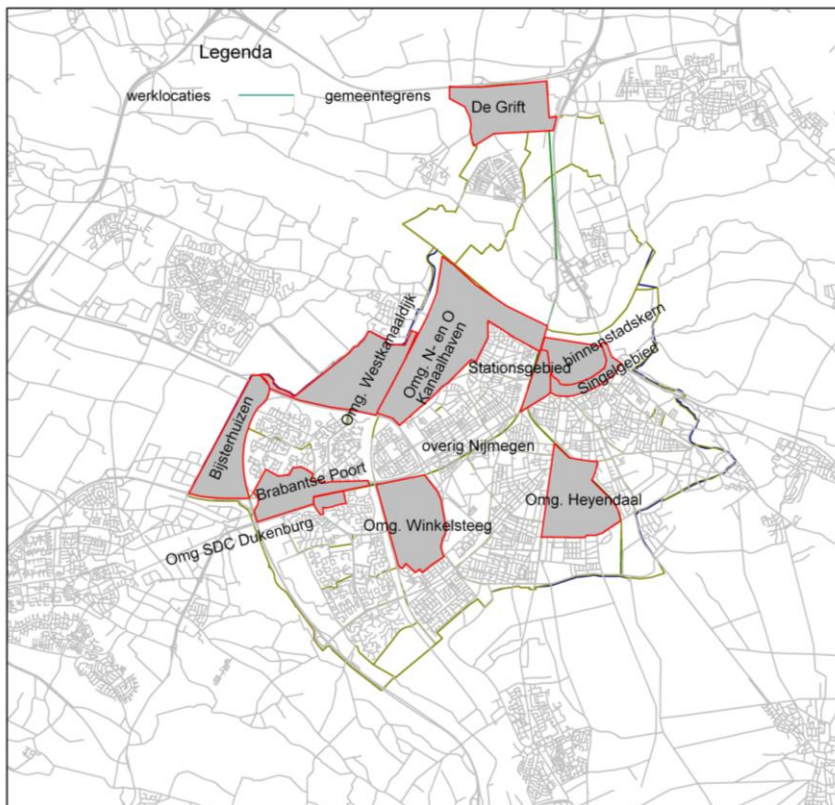 Legenda
werklocaties
gemeentegrens
De Grift
Omg. Westkanaaldijk
Omg. N- en O
Kanaalhaven
binnenstadskern
Stationsgebied
Singelgebied
Bijsterhuizen
overig Nijmegen
Brabantse Poort
Omg. Heyendaal
Omg. Winkelsteeg
Omg SDC Dukenburg